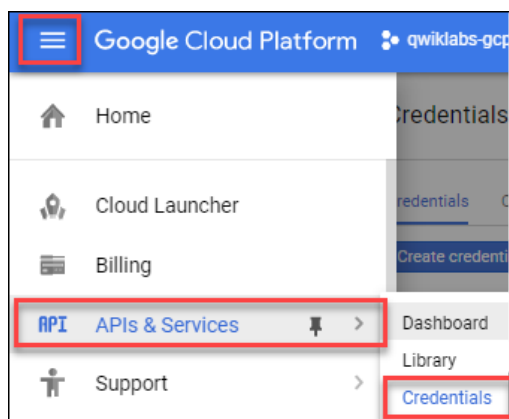 Google Cloud Platform qwiklabs-gcp
Home
Credentials
Cloud Launcher
Credentials
Billing
Create credenti
API APIs & Services
Dashboard
Library
Support
Credentials